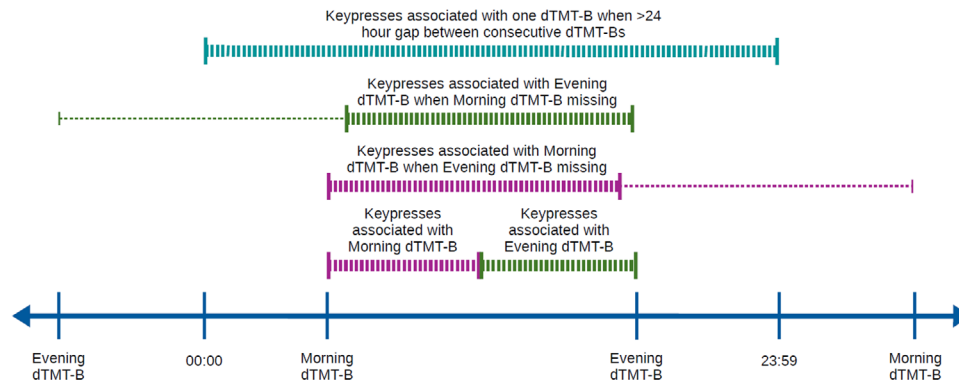 Keypresses associated with one dTMT-B when >24
hour gap between consecutive dTMT-Bs
Keypresses associated with Evening
dTMT-B when Morning dTMT-B missing
Keypresses associated with Morning
dTMT-B when Evening dTMT-B missing
Keypresses
associated with
Morning dTMT-B
Keypresses
associated with
Evening dTMT-B
Evening
dTMT-B
00:00
Morning
dTMT-B
Evening
dTMT-B
23:59
Morning
dTMT-B